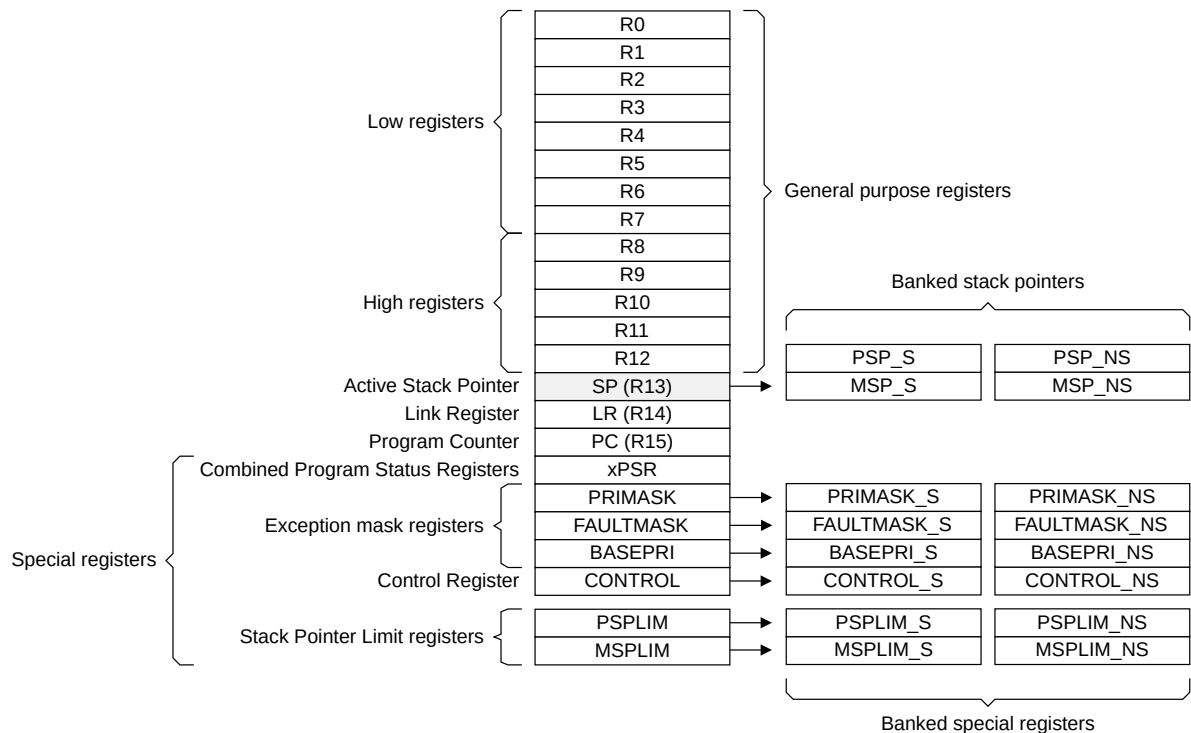 R0
R1
R2
R3
Low registers
R4
R5
R6
General purpose registers
R7
R8
R9
Banked stack pointers
High registers
R10
R11
R12
PSP_S
PSP_NS
Active Stack Pointer
SP (R13)
MSP_S
MSP_NS
Link Register
LR (R14)
Program Counter
PC (R15)
Combined Program Status Registers
xPSR
PRIMASK
PRIMASK_S
PRIMASK_NS
Exception mask registers
FAULTMASK
FAULTMASK_S
FAULTMASK_NS
Special registers
BASEPRI
BASEPRI_S
BASEPRI_NS
Control Register
CONTROL
CONTROL_S
CONTROL_NS
Stack Pointer Limit registers
PSPLIM
PSPLIM_S
PSPLIM_NS
MSPLIM
MSPLIM_S
MSPLIM_NS
Banked special registers